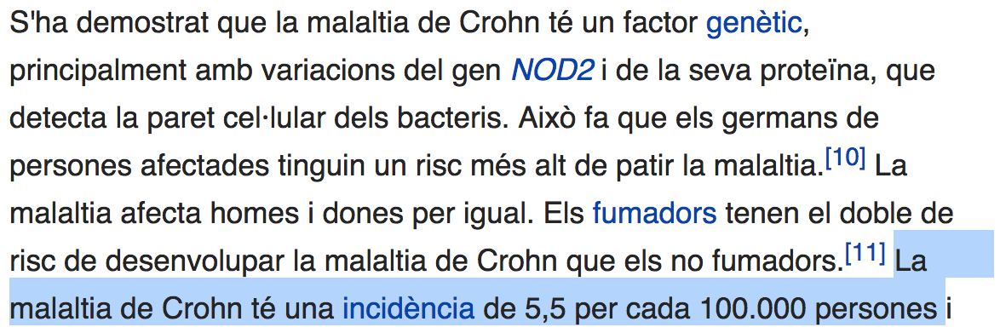 S'ha demostrat que la malaltia de Crohn té un factor genètic,
principalment amb variacions del gen NOD2 i de la seva proteïna, que
detecta la paret cel·lular dels bacteris. Això fa que els germans de
persones afectades tinguin un risc més alt de patir la malaltia.[10] La
malaltia afecta homes i dones per igual. Els fumadors tenen el doble de
risc de desenvolupar la malaltia de Crohn que els no fumadors.[11] La
malaltia de Crohn té una incidència de 5,5 per cada 100.000 persones i